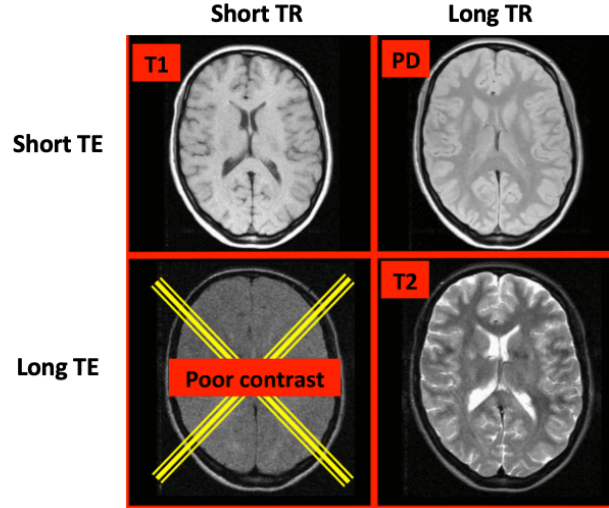 Short TR
Long TR
T1
PD
Short TE
T2
Long TE
Poor contrast